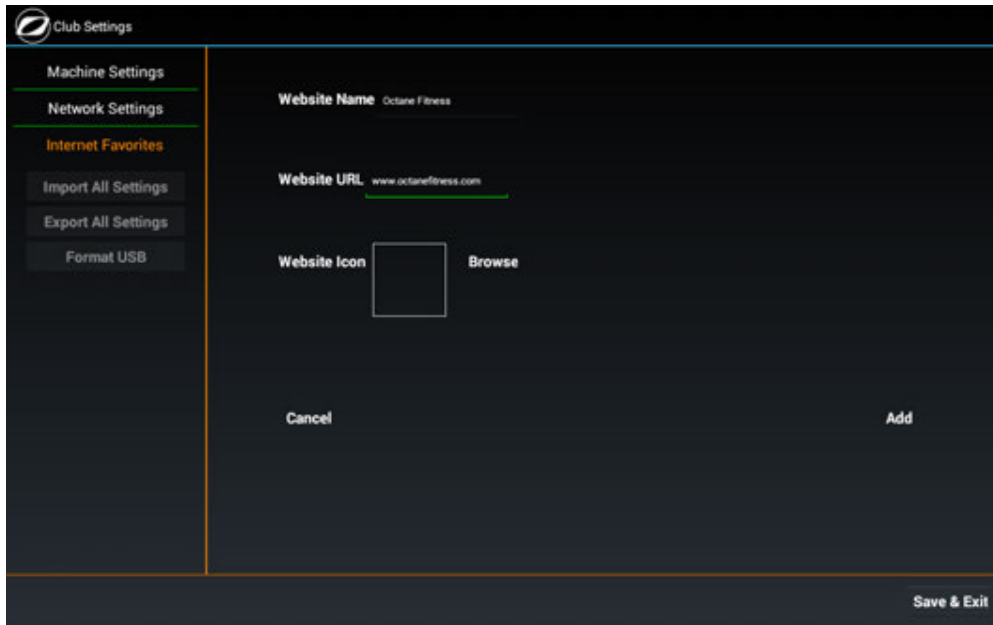 Club Settings
Machine Settings
Network Settings
Internet Favorites
Import All Settings
Export All Settings
Format USB
Website Name Octane Fitness
Website URL www.octanefitness.com
Website Icon Browse
Cancel Add
Save & Exit